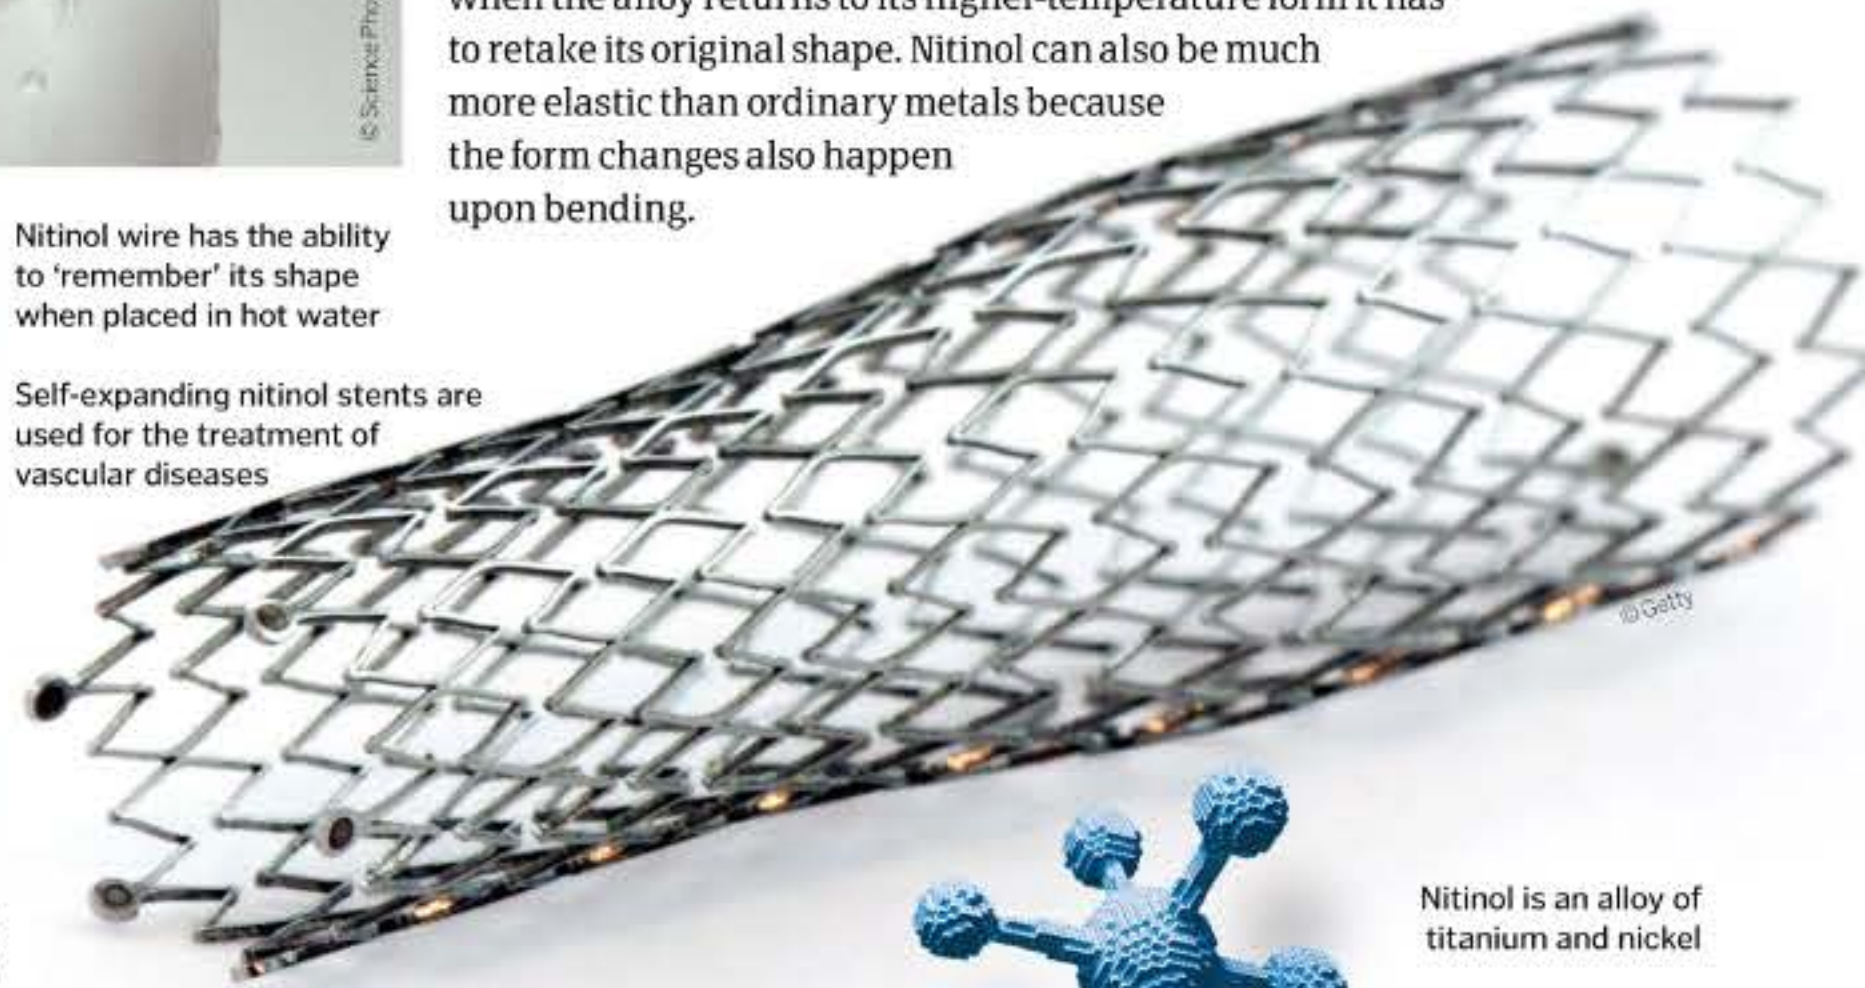 to retake its original shape. Nitinol can also be much
more elastic than ordinary metals because
the form changes also happen
upon bending.
© Science
Nitinol wire has the ability
to ‘remember’ its shape
when placed in hot water
Self-expanding nitinol stents are
used for the treatment of
vascular diseases
© Getty
Nitinol is an alloy of
titanium and nickel